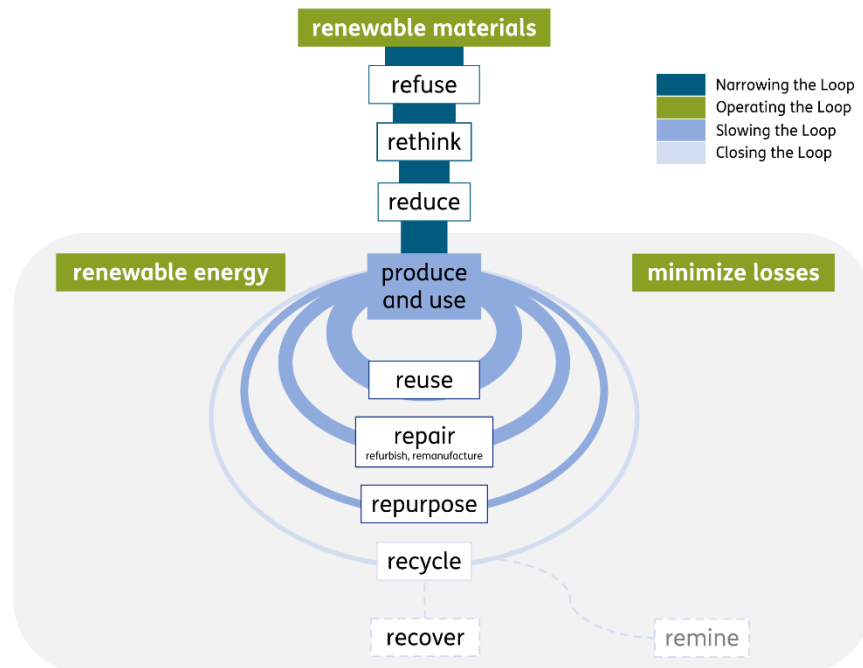 renewable materials
refuse
rethink
reduce
Narrowing the Loop
Operating the Loop
Slowing the Loop
Closing the Loop
renewable energy
produce
and use
minimize losses
reuse
repair
refurbish, remanufacture
repurpose
recycle
recover
remine